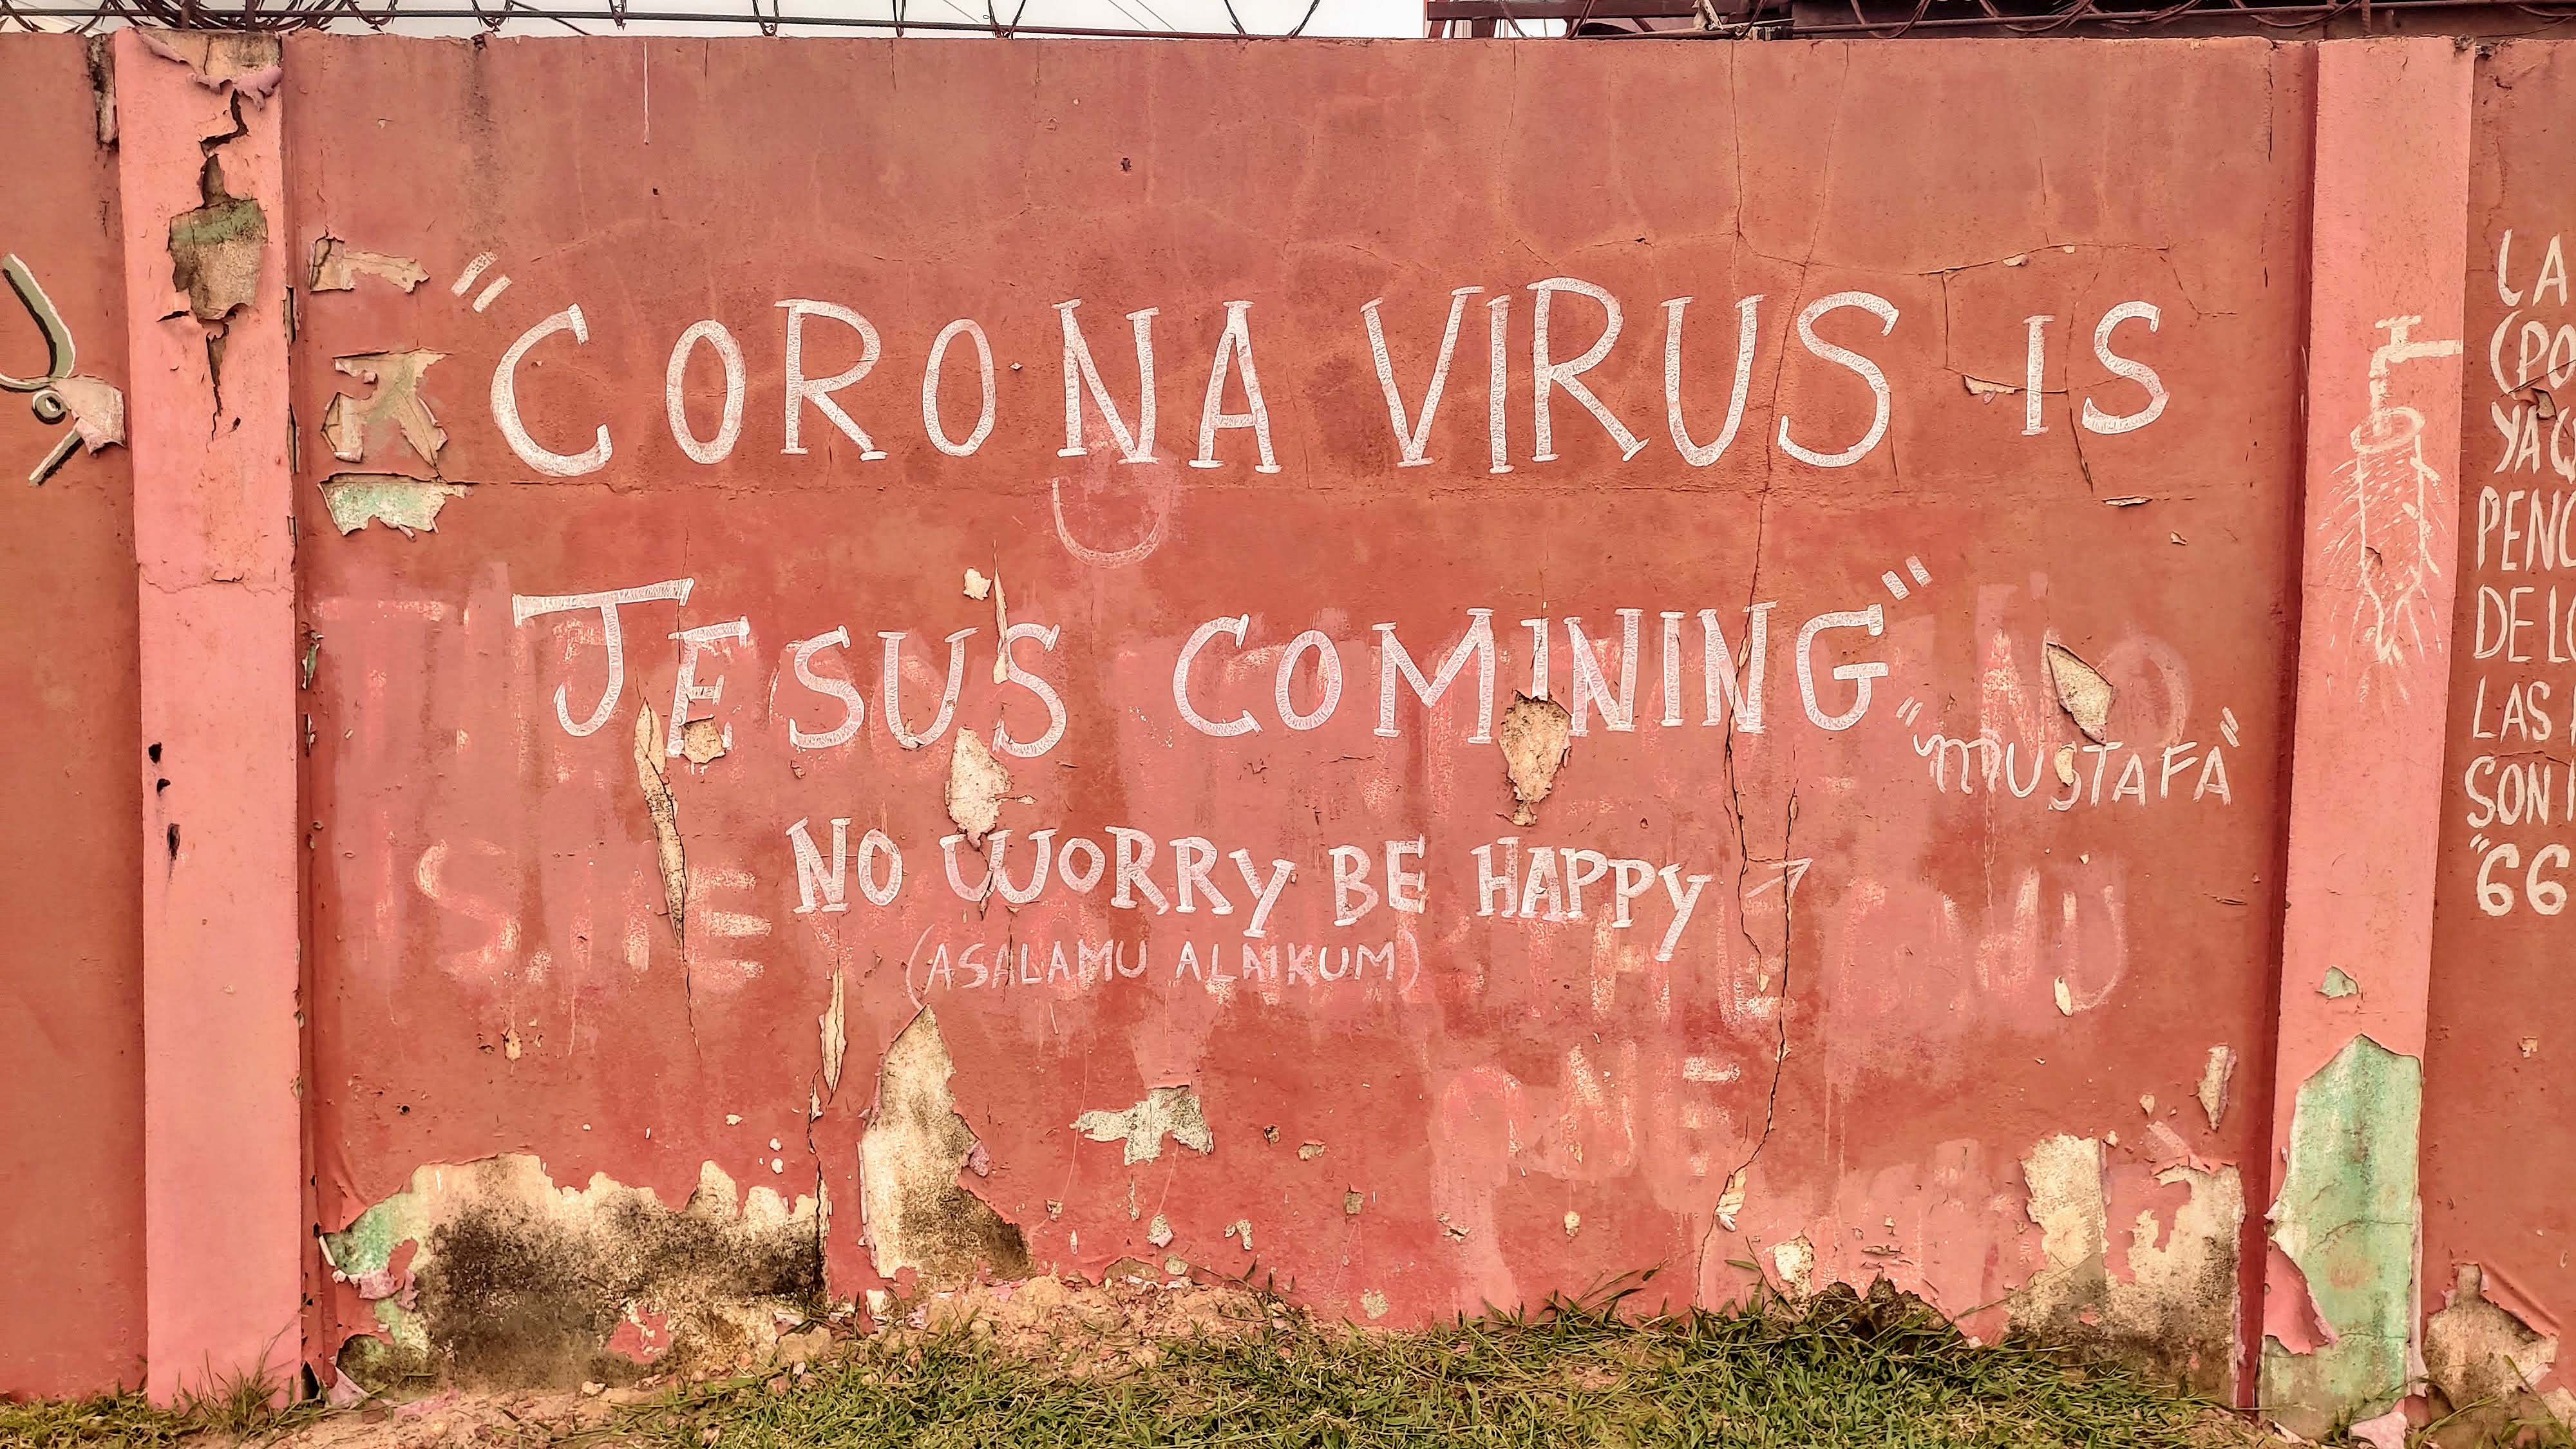 "CORONA VIRUS IS
JESUS COMINING"
"MUSTAFA"
NO WORRY BE HAPPY
(ASALAMU ALAIKUM)
LA
(PO
YA
PENC
DE LO
LAS
SON
"66